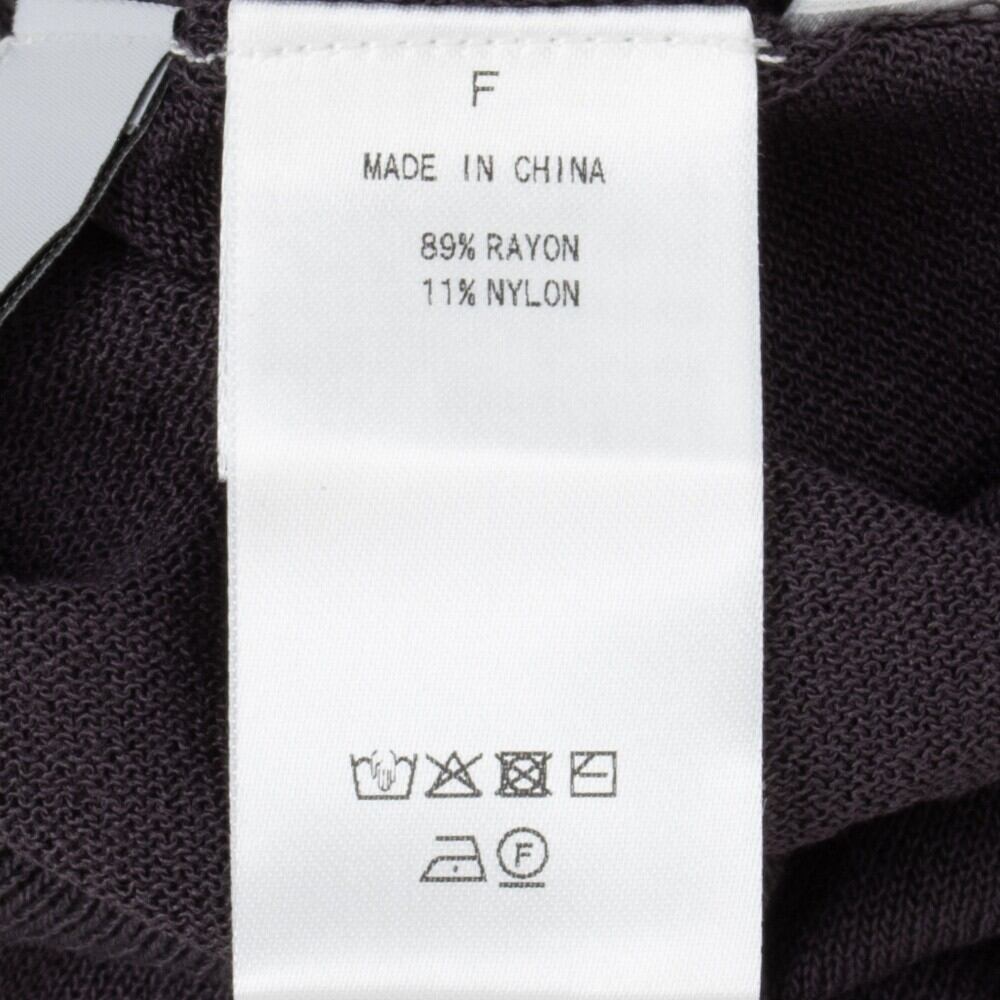 F
MADE IN CHINA
89% RAYON
11% NYLON
F